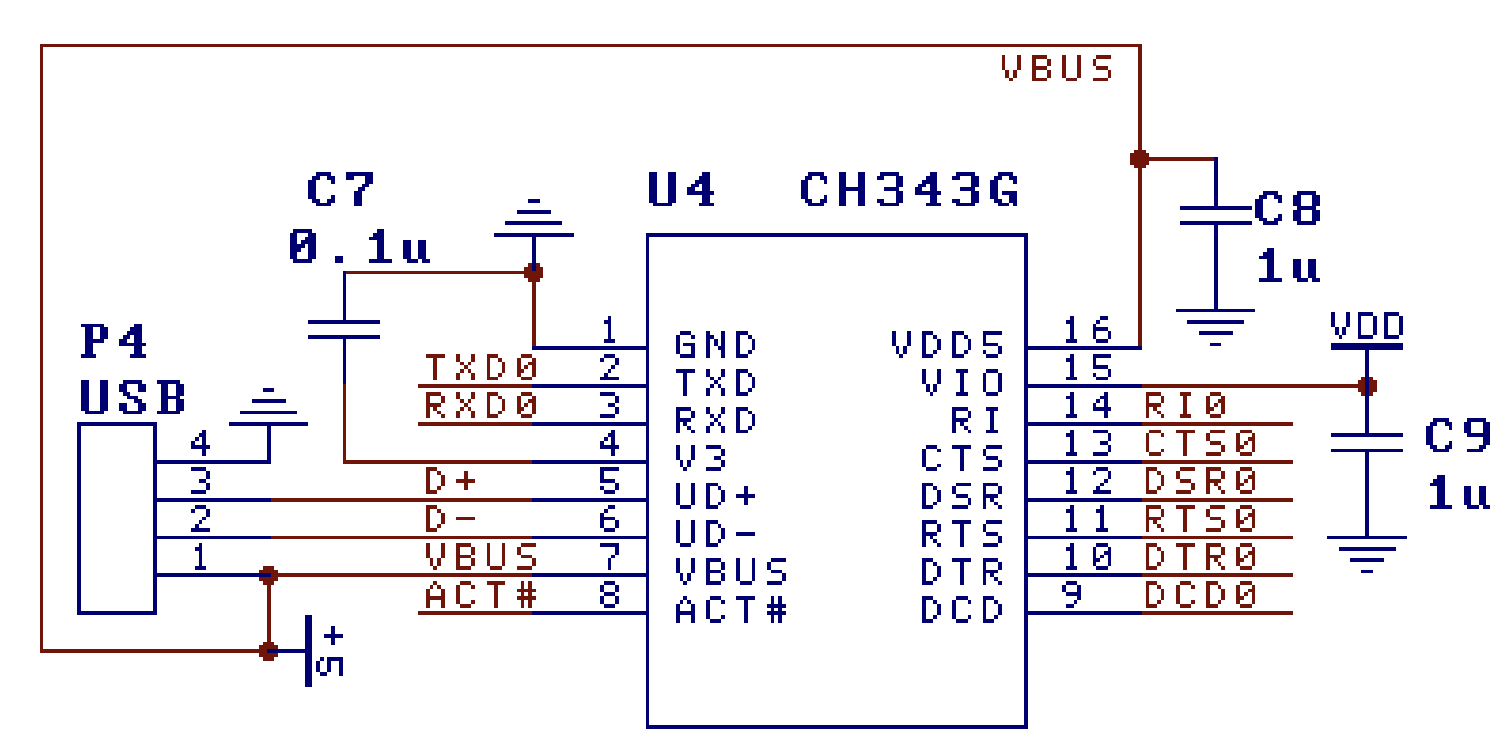 VBUS
C7
0.1u
U4 CH343G
C8
1u
P4
USB
VDD
C9
1u
1 GND VDD5 16
TXD0 2 TXD VIO 15
RXD0 3 RXD RI 14 RI0
4 4 V3 CTS 13 CTS0
3 D+ 5 UD+ DSR 12 DSR0
2 D- 6 UD- RTS 11 RTS0
1 VBUS 7 VBUS DTR 10 DTR0
ACT# 8 ACT# DCD 9 DCD0
+5